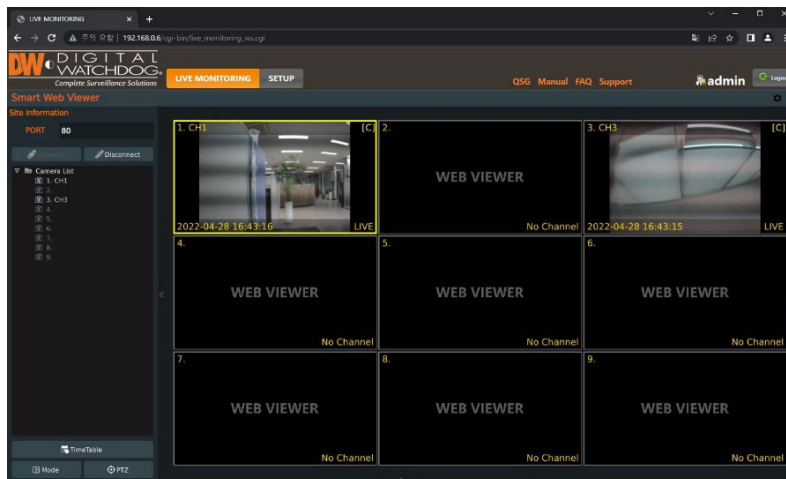 LIVE MONITORING
주의 요함 | 192.168.0.6/cgi-bin/live_monitoring_ws.cgi
DW DIGITAL WATCHDOG®
Complete Surveillance Solutions
LIVE MONITORING SETUP
QSG Manual FAQ Support
admin
Smart Web Viewer
Site information
PORT 80
Disconnect
Camera List
1. CH1
2.
3. CH3
4.
5.
6.
7.
8.
9.
TimeTable
Mode PTZ
1. CH1 [C]
2022-04-28 16:43:16 LIVE
2.
WEB VIEWER
No Channel
3. CH3 [C]
2022-04-28 16:43:15 LIVE
4.
WEB VIEWER
No Channel
5.
WEB VIEWER
No Channel
6.
WEB VIEWER
No Channel
7.
WEB VIEWER
No Channel
8.
WEB VIEWER
No Channel
9.
WEB VIEWER
No Channel